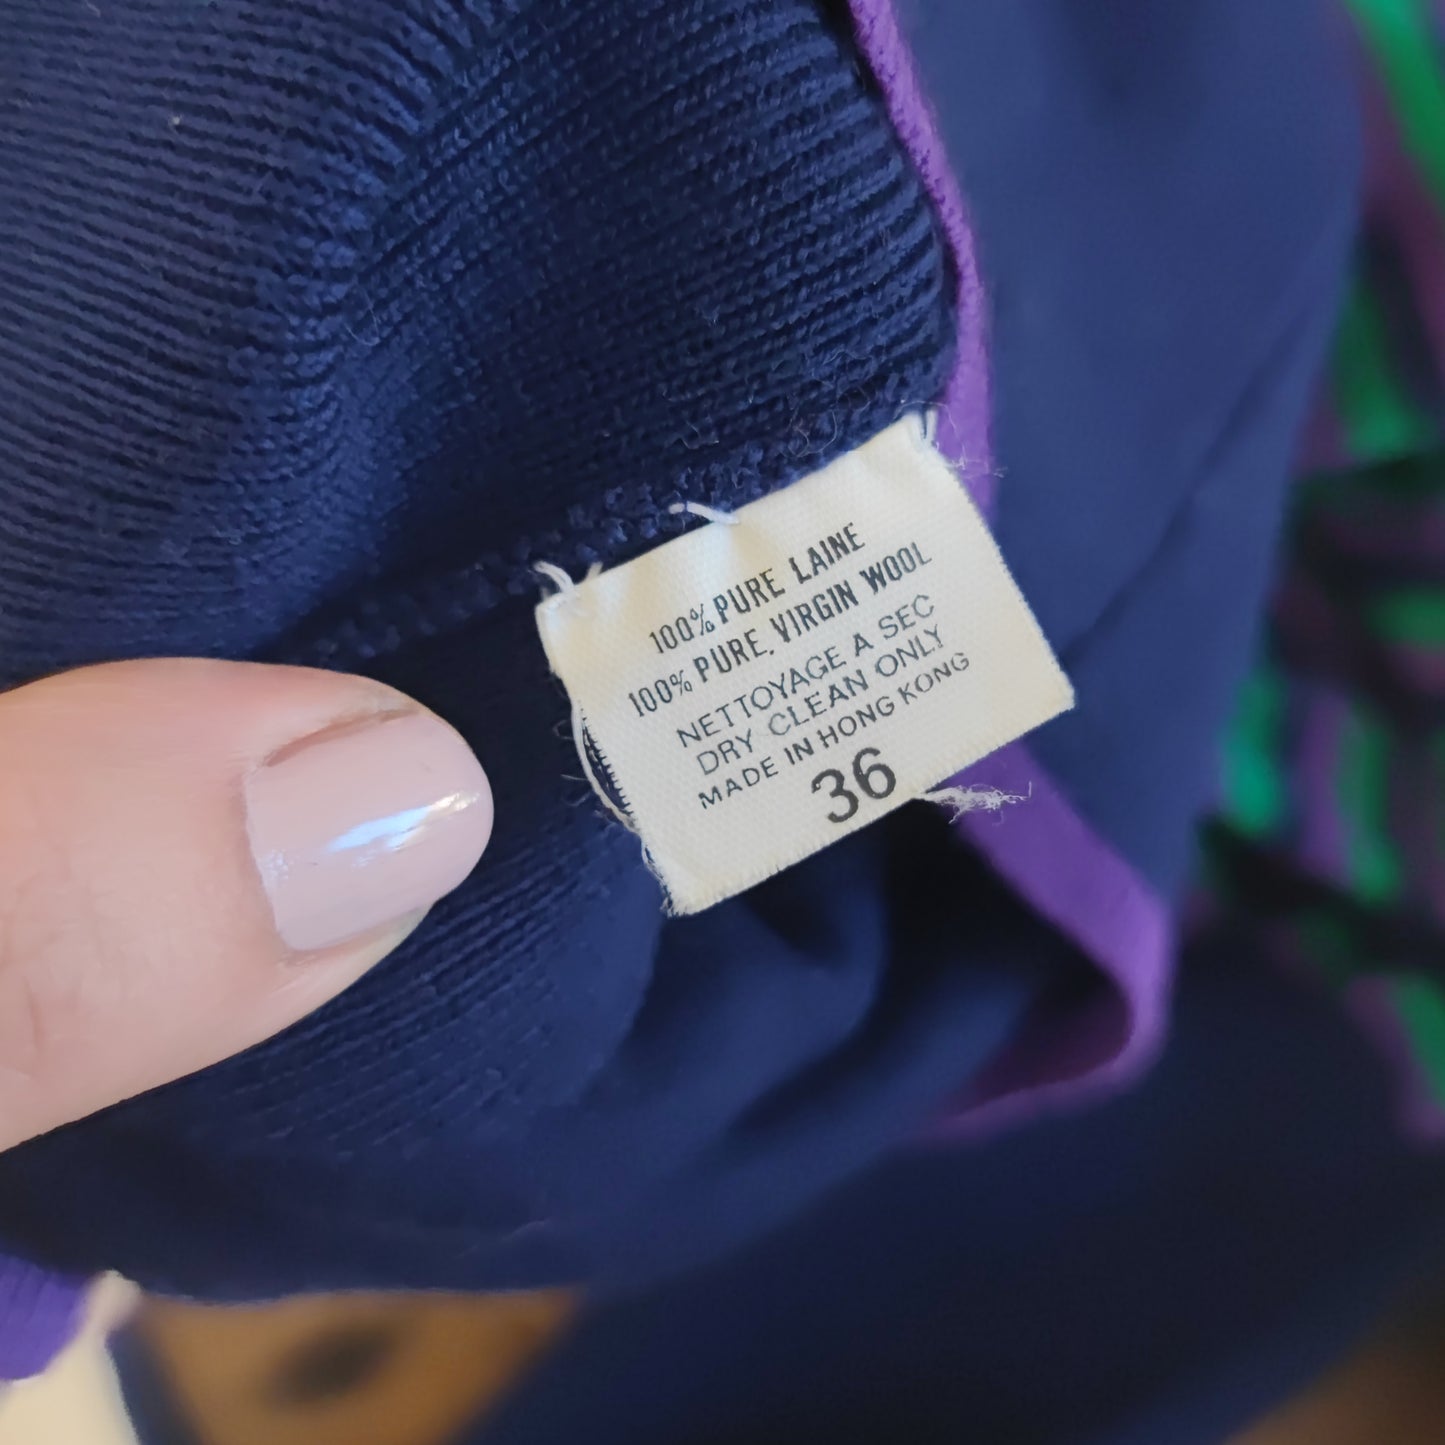 100% PURE LAINE
100% PURE. VIRGIN WOOL
NETTOYAGE A SEC
DRY CLEAN ONLY
MADE IN HONG KONG
36